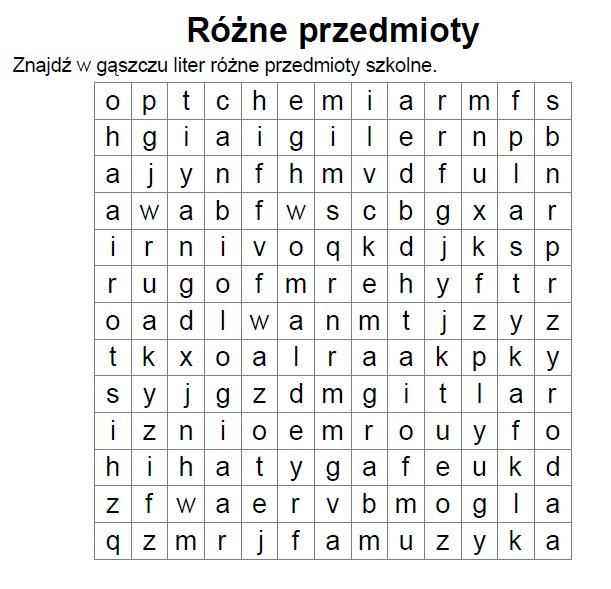 Różne przedmioty
Znajdź w gąszczu liter różne przedmioty szkolne.
o p t c h e m i a r m f s
h g i a i g i l e r n p b
a j y n f h m v d f u l n
a w a b f w s c b g x a r
i r n i v o q k d j k s p
r u g o f m r e h y f t r
o a d l w a n m t j z y z
t k x o a l r a a k p k y
s y j g z d m g i t l a r
i z n i o e m r o u y f o
h i h a t y g a f e u k d
z f w a e r v b m o g l a
q z m r j f a m u z y k a